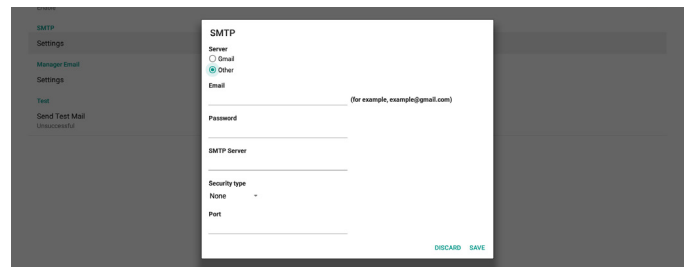 Enable
SMTP
Settings
Manager Email
Settings
Test
Send Test Mail
Unsuccessful
SMTP
Server
Gmail
Other
Email
(for example, example@gmail.com)
Password
SMTP Server
Security type
None
Port
DISCARD SAVE